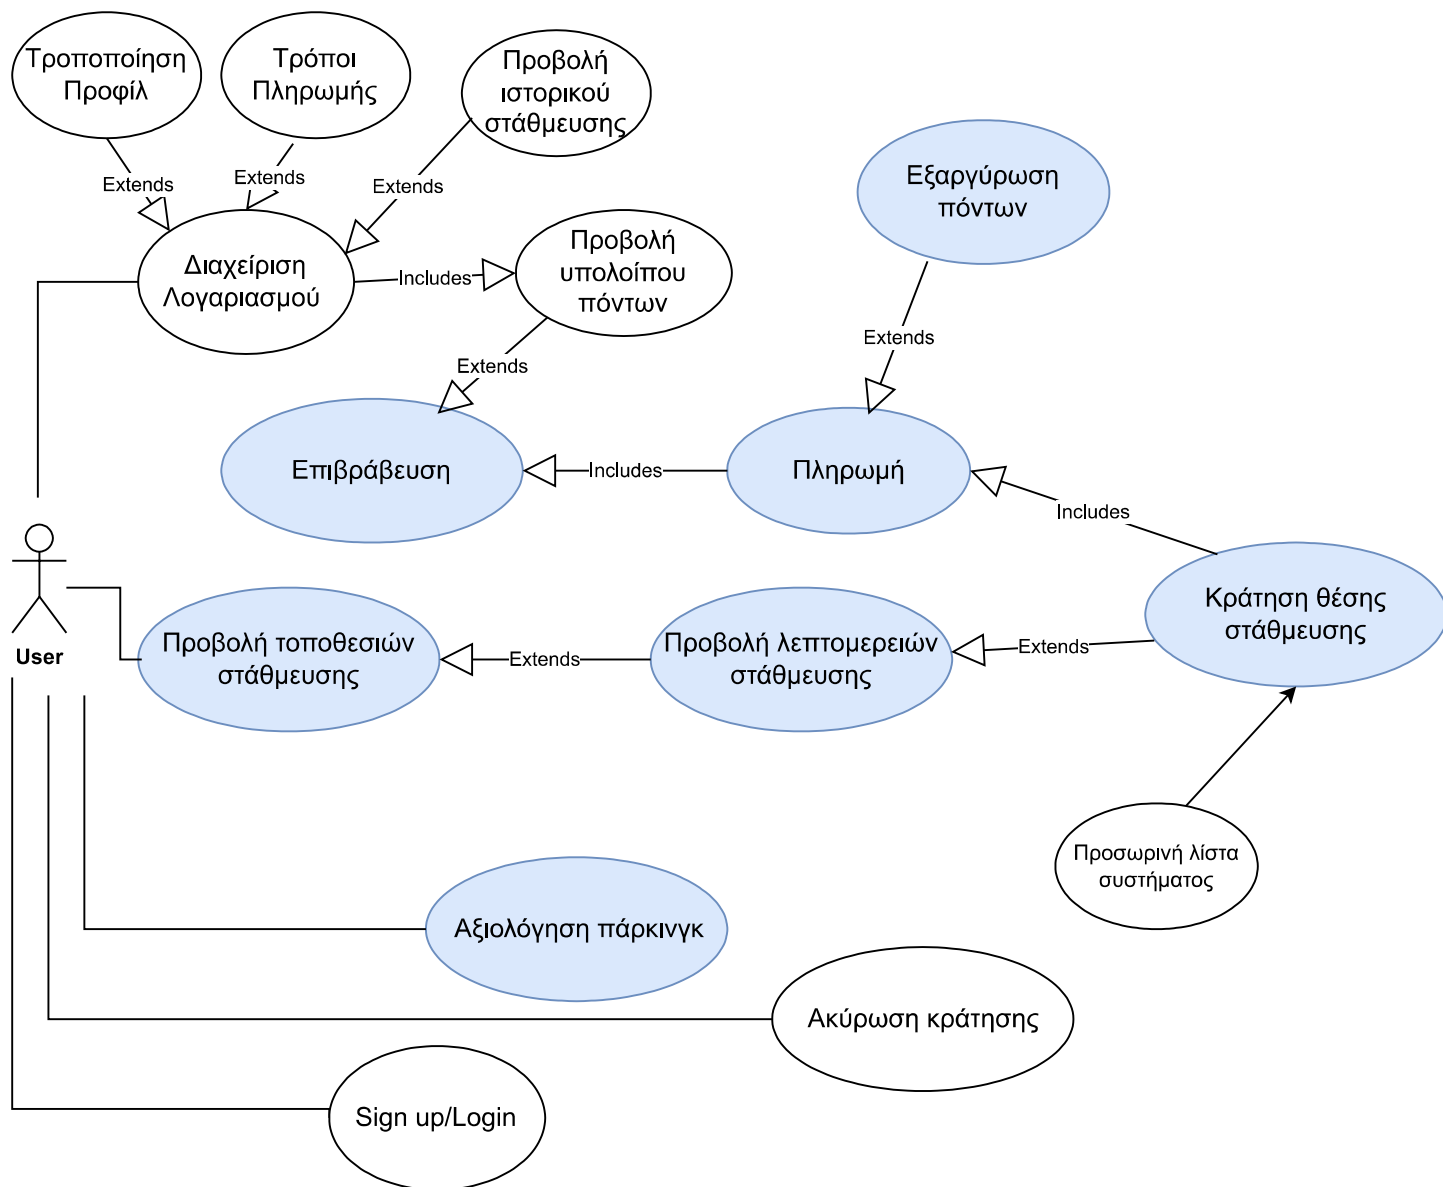 Τροποποίηση
Προφίλ
Τρόποι
Πληρωμής
Προβολή
ιστορικού
στάθμευσης
Extends
Extends
Extends
Εξαργύρωση
πόντων
Διαχείριση
Λογαριασμού
Includes
Προβολή
υπολοίπου
πόντων
Extends
Extends
Επιβράβευση
Includes
Πληρωμή
Includes
User
Προβολή τοποθεσιών
στάθμευσης
Extends
Προβολή λεπτομερειών
στάθμευσης
Extends
Κράτηση θέσης
στάθμευσης
Προσωρινή λίστα
συστήματος
Αξιολόγηση πάρκινγκ
Ακύρωση κράτησης
Sign up/Login